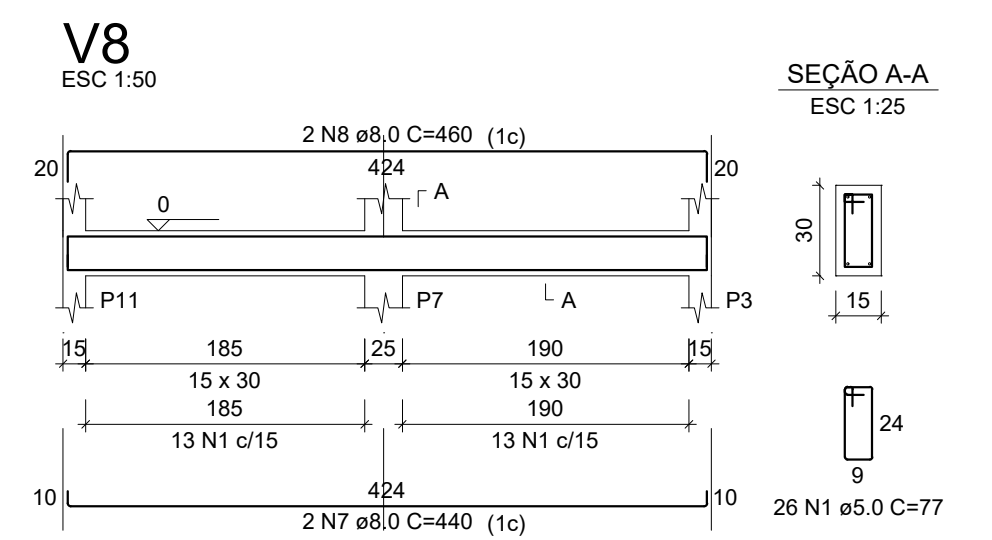 V8
ESC 1:50
SEÇÃO A-A
ESC 1:25
2 N8 ø8.0 C=460 (1c)
20
424
20
A
0
30
15
P11
P7
A
P3
15
185
25
190
15
15 x 30
15 x 30
185
190
13 N1 c/15
13 N1 c/15
24
9
26 N1 ø5.0 C=77
10
424
10
2 N7 ø8.0 C=440 (1c)